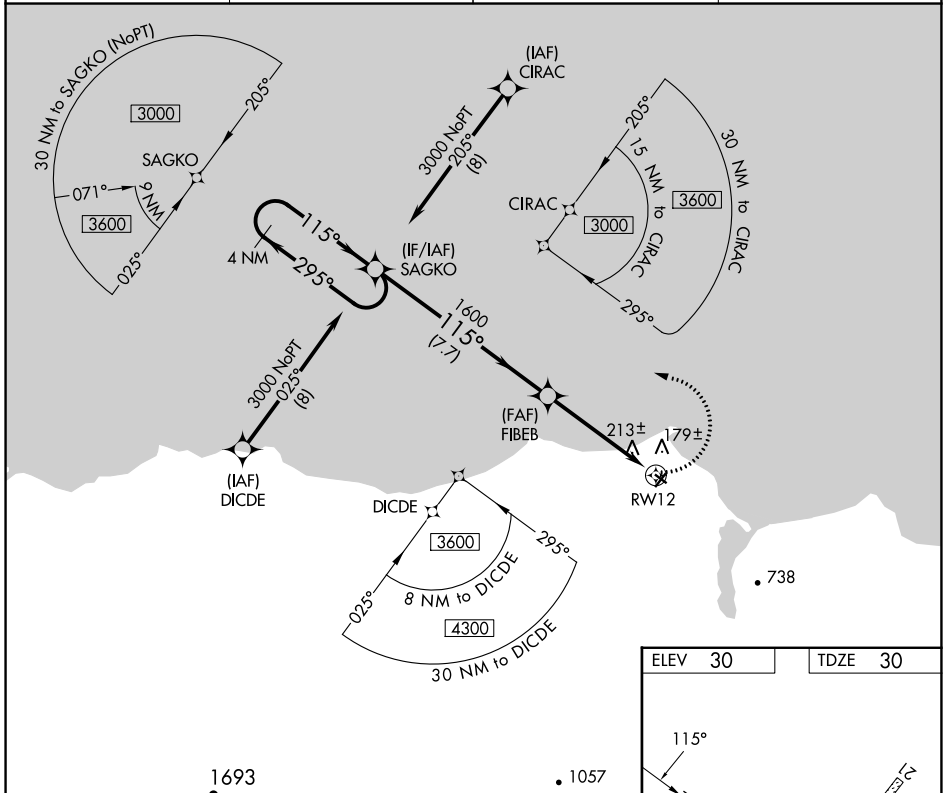 30 NM to SAGKO (NoPT)
3000
205°
SAGKO
071°
9 NM
3600
025°
(IAF)
CIRAC
3000 NoPT
205°
(8)
205°
15 NM to CIRAC
30 NM to CIRAC
CIRAC
3000
3600
295°
115°
4 NM
295°
(IF/IAF)
SAGKO
1600
115°
(7.7)
3000 NoPT
025°
(8)
(FAF)
FIBEB
213±
179±
RW12
(IAF)
DICDE
DICDE
3600
295°
025°
8 NM to DICDE
4300
30 NM to DICDE
738
ELEV 30
TDZE 30
115°
1693
1057